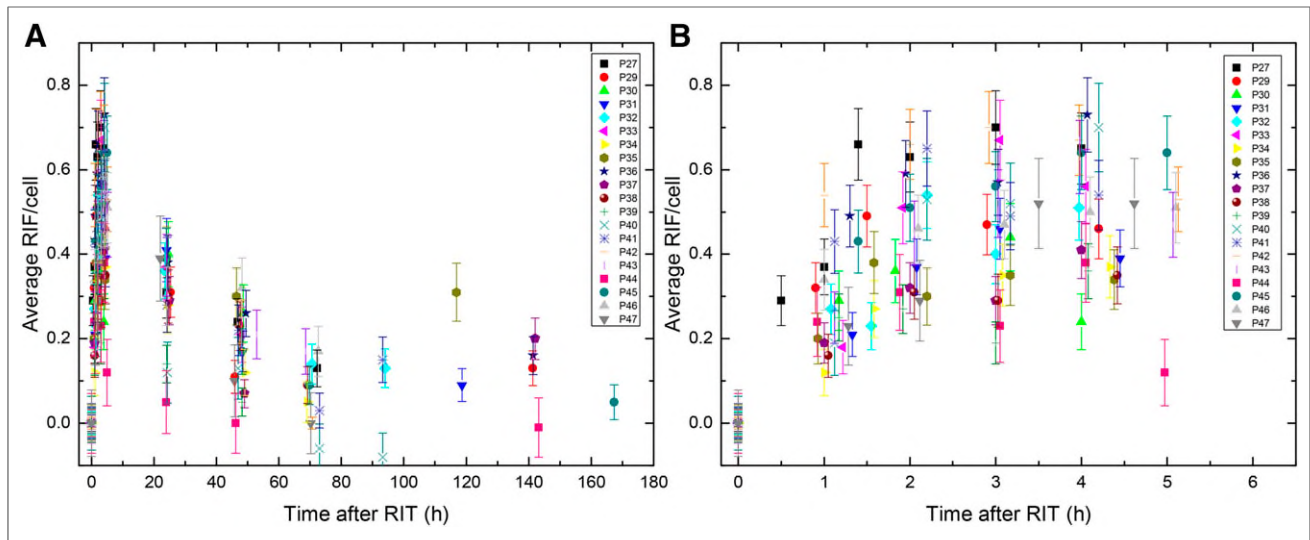 A
B
0.8
0.6
0.4
0.2
0.0
Average RIF/cell
0 20 40 60 80 100 120 140 160 180
Time after RIT (h)
P27
P29
P30
P31
P32
P33
P34
P35
P36
P37
P38
P39
P40
P41
P42
P43
P44
P45
P46
P47
0.8
0.6
0.4
0.2
0.0
Average RIF/cell
0 1 2 3 4 5 6
Time after RIT (h)
P27
P29
P30
P31
P32
P33
P34
P35
P36
P37
P38
P39
P40
P41
P42
P43
P44
P45
P46
P47